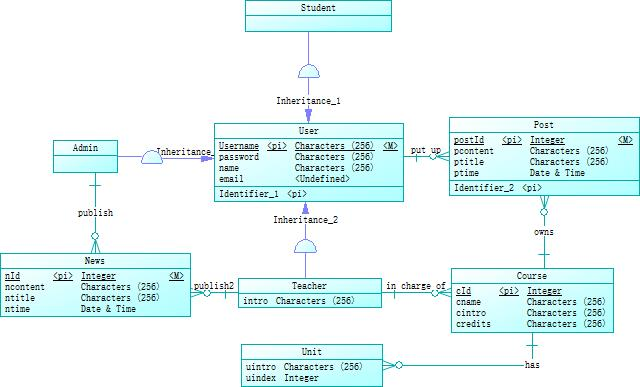 Student
Inheritance_1
User
Username <pi> Characters (256) <M>
password Characters (256)
name Characters (256)
email <Undefined>
Identifier_1 <pi>
Admin
Inheritance
put up
Post
postId <pi> Integer <M>
pcontent Characters (256)
ptitle Characters (256)
ptime Date & Time
Identifier_2 <pi>
publish
Inheritance_2
owns
News
nId <pi> Integer <M>
ncontent Characters (256)
ntitle Characters (256)
ntime Date & Time
publish2
Teacher
intro Characters (256)
in charge of
Course
cId <pi> Integer
cname Characters (256)
cintro Characters (256)
credits Characters (256)
Unit
uintro Characters (256)
uindex Integer
has